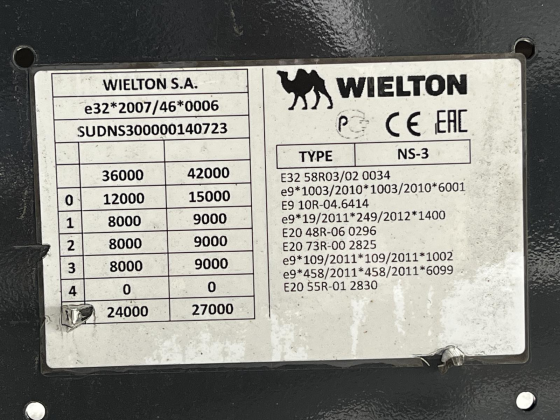 WIELTON S.A.
e32*2007/46*0006
SUDNS300000140723
36000 42000
0 12000 15000
1 8000 9000
2 8000 9000
3 8000 9000
4 0 0
24000 27000
WIELTON
CE EAC
TYPE NS-3
E32 58R03/02 0034
e9*1003/2010*1003/2010*6001
E9 10R-04.6414
e9*19/2011*249/2012*1400
E20 48R-06 0296
E20 73R-00 2825
e9*109/2011*109/2011*1002
e9*458/2011*458/2011*6099
E20 55R-01 2830